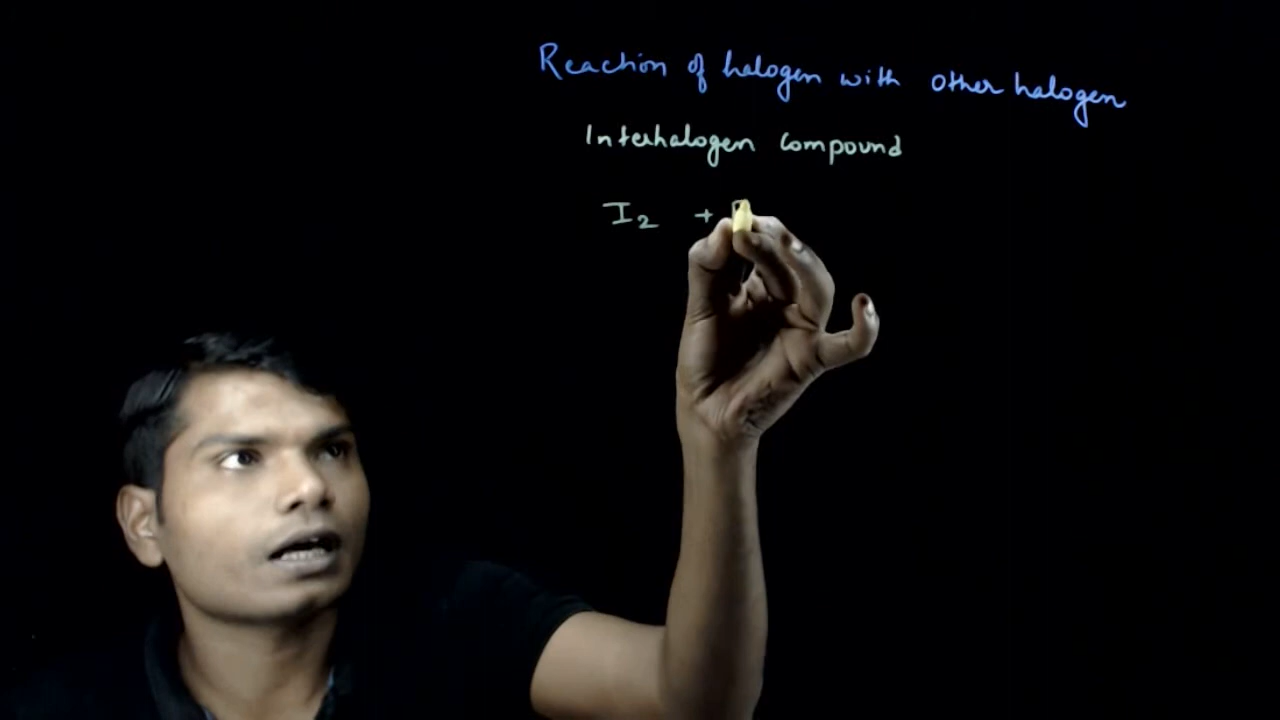 Reaction of halogen with other halogen
Interhalogen compound
I₂ +